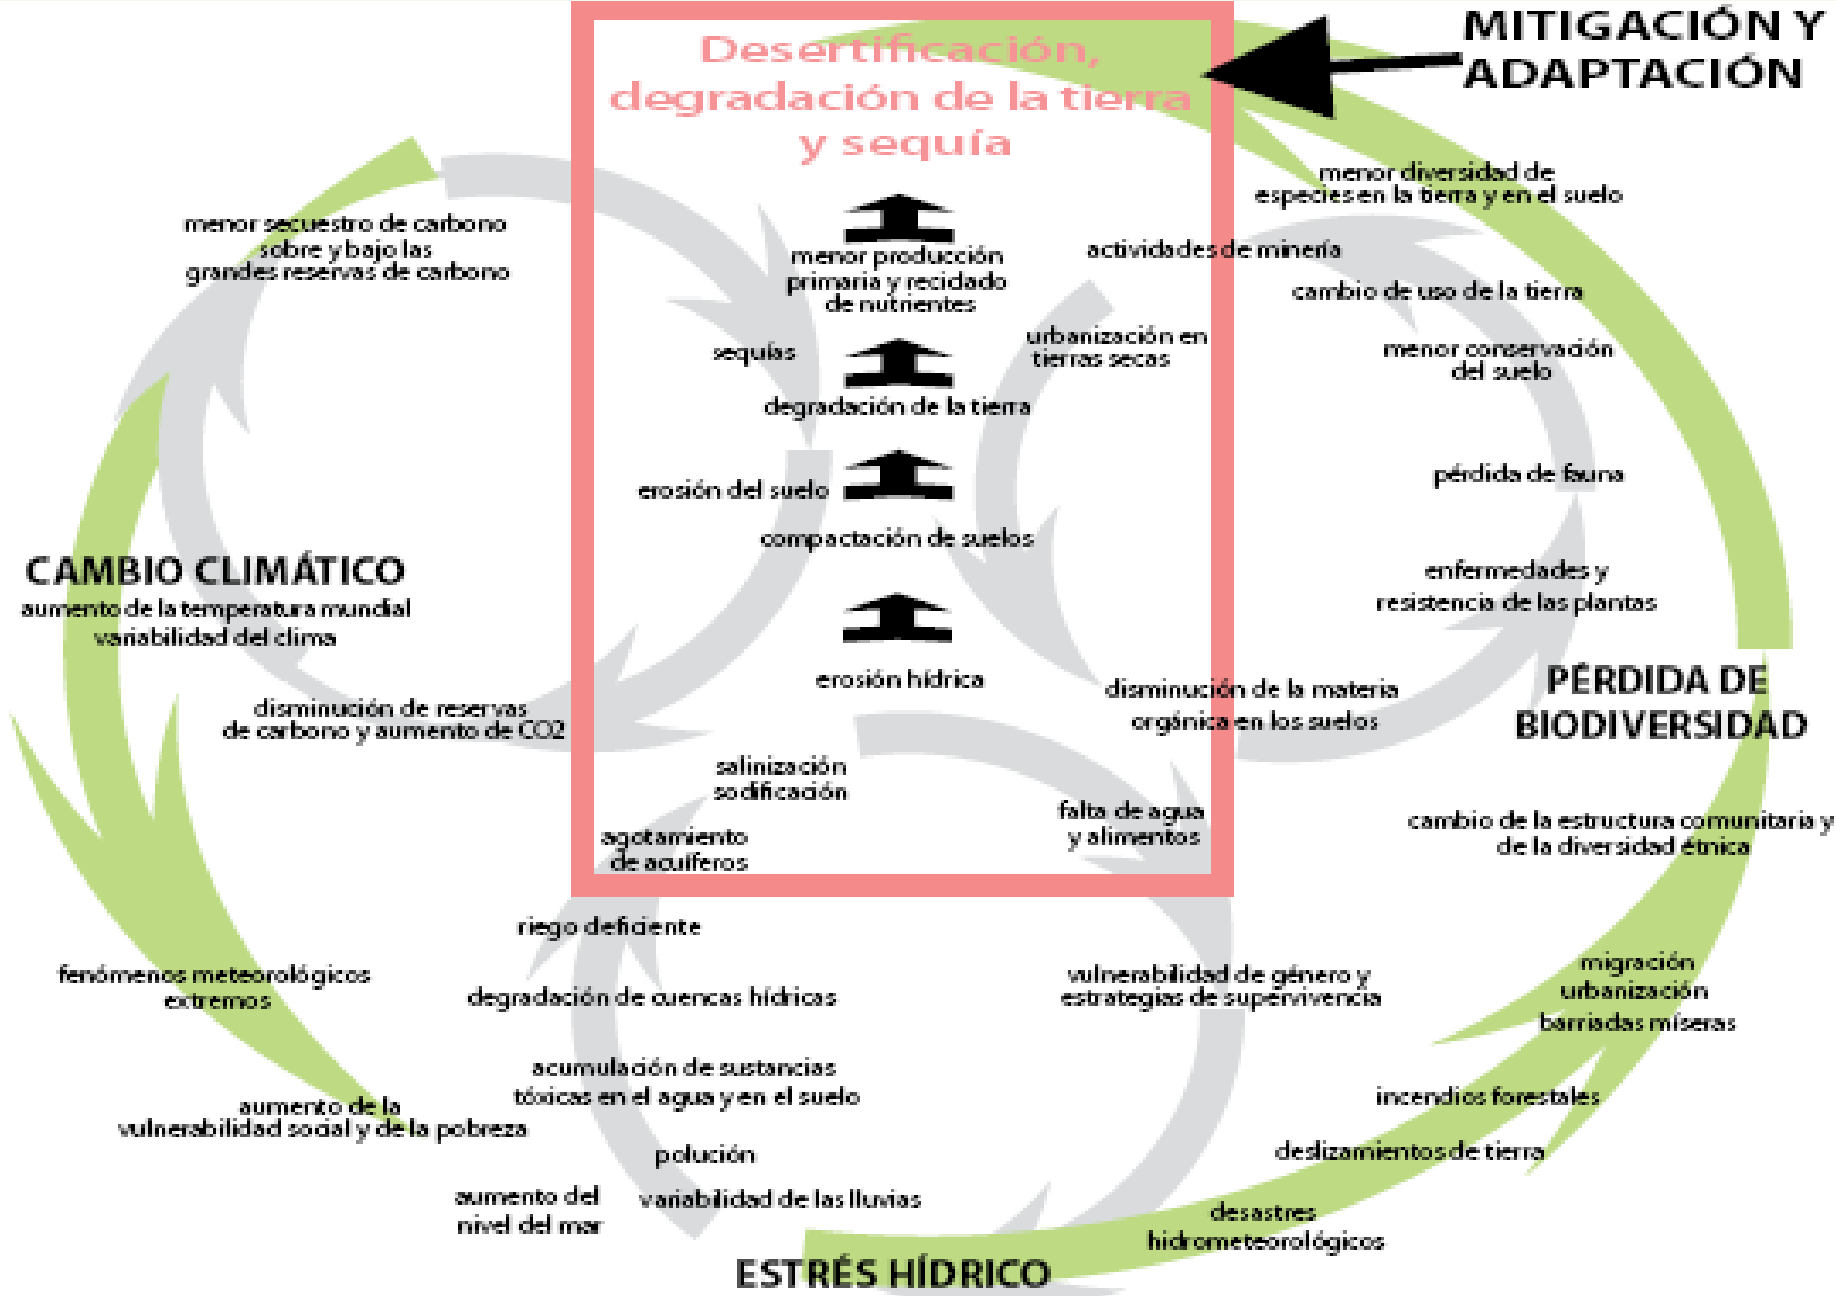 MITIGACIÓN Y
ADAPTACIÓN
Desertificación,
degradación de la tierra
y sequía
menor secuestro de carbono
sobre y bajo las
grandes reservas de carbono
menor producción
primaria y reciclado
de nutrientes
sequías
degradación de la tierra
erosión del suelo
compactación de suelos
erosión hídrica
menor diversidad de
especies en la tierra y en el suelo
actividades de minería
cambio de uso de la tierra
urbanización en
tierras secas
menor conservación
del suelo
pérdida de fauna
enfermedades y
resistencia de las plantas
CAMBIO CLIMÁTICO
aumento de la temperatura mundial
variabilidad del clima
disminución de reservas
de carbono y aumento de CO2
disminución de la materia
orgánica en los suelos
PÉRDIDA DE
BIODIVERSIDAD
salinización
sodificación
agotamiento
de acuíferos
falta de agua
y alimentos
cambio de la estructura comunitaria y
de la diversidad étnica
riego deficiente
degradación de cuencas hídricas
vulnerabilidad de género y
estrategias de supervivencia
migración
urbanización
barriadas míseras
fenómenos meteorológicos
extremos
acumulación de sustancias
tóxicas en el agua y en el suelo
incendios forestales
aumento de la
vulnerabilidad social y de la pobreza
polución
deslizamientos de tierra
aumento del
nivel del mar
variabilidad de las lluvias
desastres
hidrometeorológicos
ESTRÉS HÍDRICO